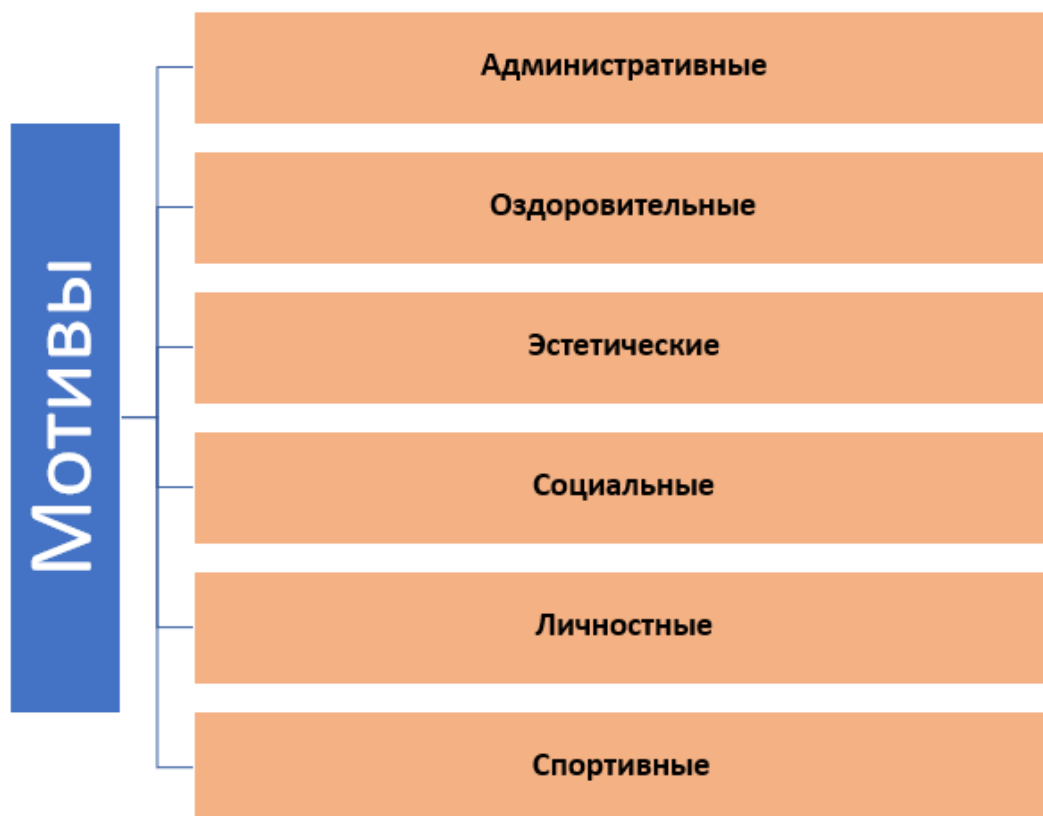 Мотивы
Административные
Оздоровительные
Эстетические
Социальные
Личностные
Спортивные